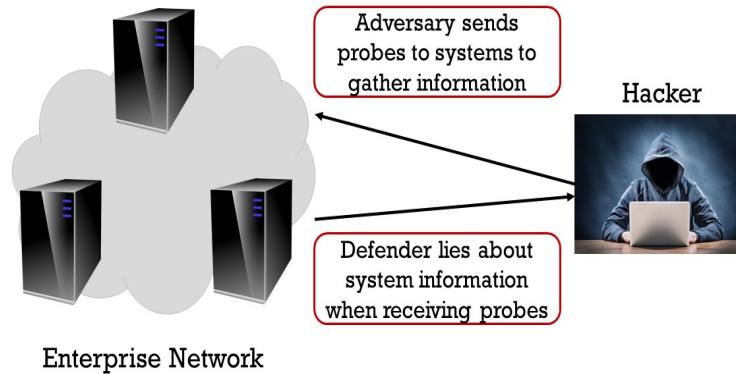 Adversary sends
probes to systems to
gather information
Hacker
Defender lies about
system information
when receiving probes
Enterprise Network